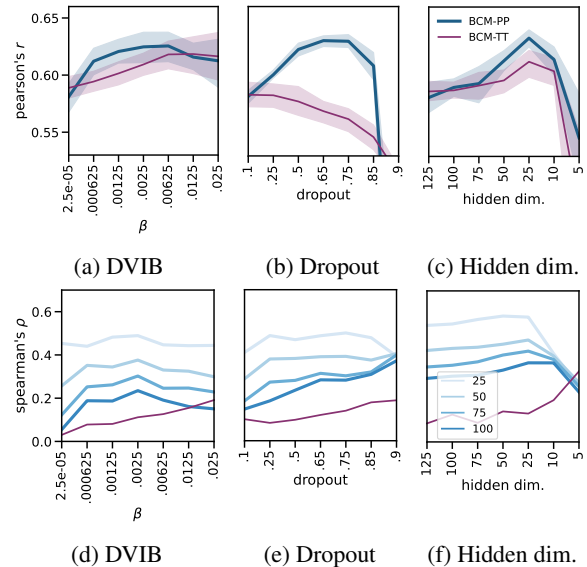 0.65
0.60
0.55
pearson's r
2.5e-05
.000625
.00125
.0025
.00625
.0125
.025
β
.1
.25
.5
.65
.75
.85
.9
dropout
BCM-PP
BCM-TT
125
100
75
50
25
10
5
hidden dim.
(a) DVIB
(b) Dropout
(c) Hidden dim.
0.6
0.4
0.2
0.0
spearman's ρ
2.5e-05
.000625
.00125
.0025
.00625
.0125
.025
β
.1
.25
.5
.65
.75
.85
.9
dropout
25
50
75
100
125
100
75
50
25
10
5
hidden dim.
(d) DVIB
(e) Dropout
(f) Hidden dim.